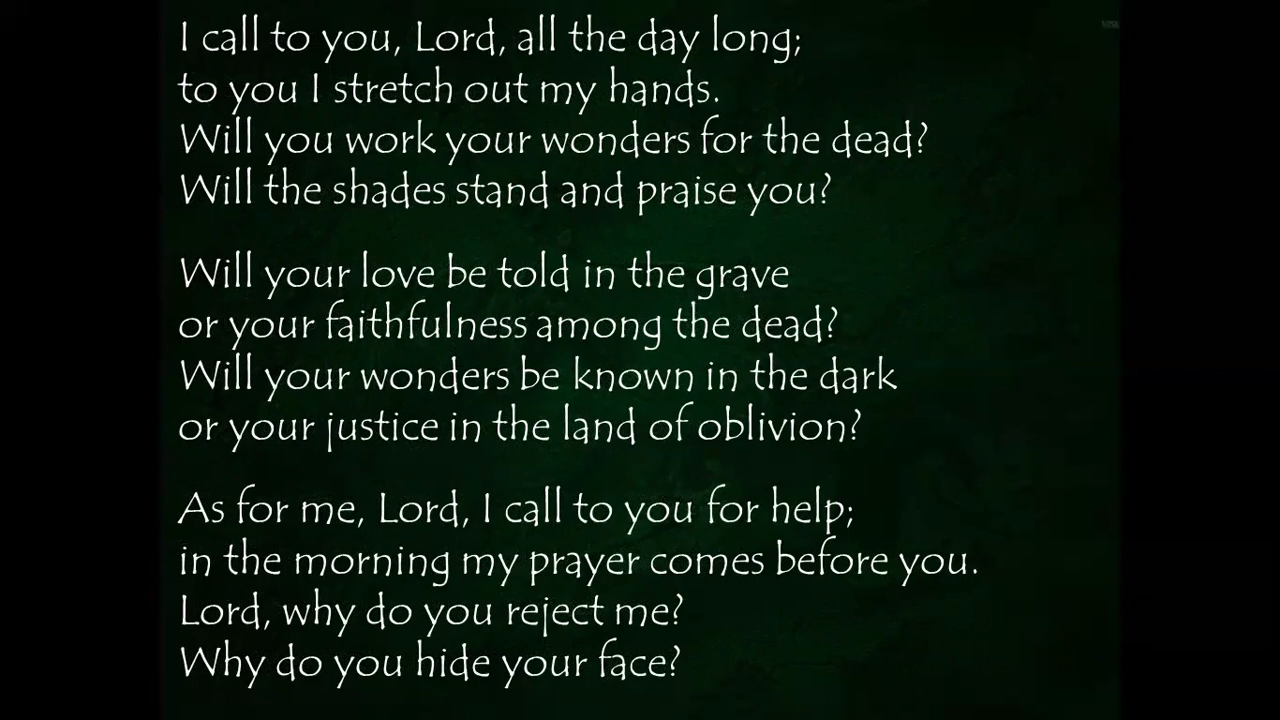 I call to you, Lord, all the day long;
to you I stretch out my hands.
Will you work your wonders for the dead?
Will the shades stand and praise you?
Will your love be told in the grave
or your faithfulness among the dead?
Will your wonders be known in the dark
or your justice in the land of oblivion?
As for me, Lord, I call to you for help;
in the morning my prayer comes before you.
Lord, why do you reject me?
Why do you hide your face?